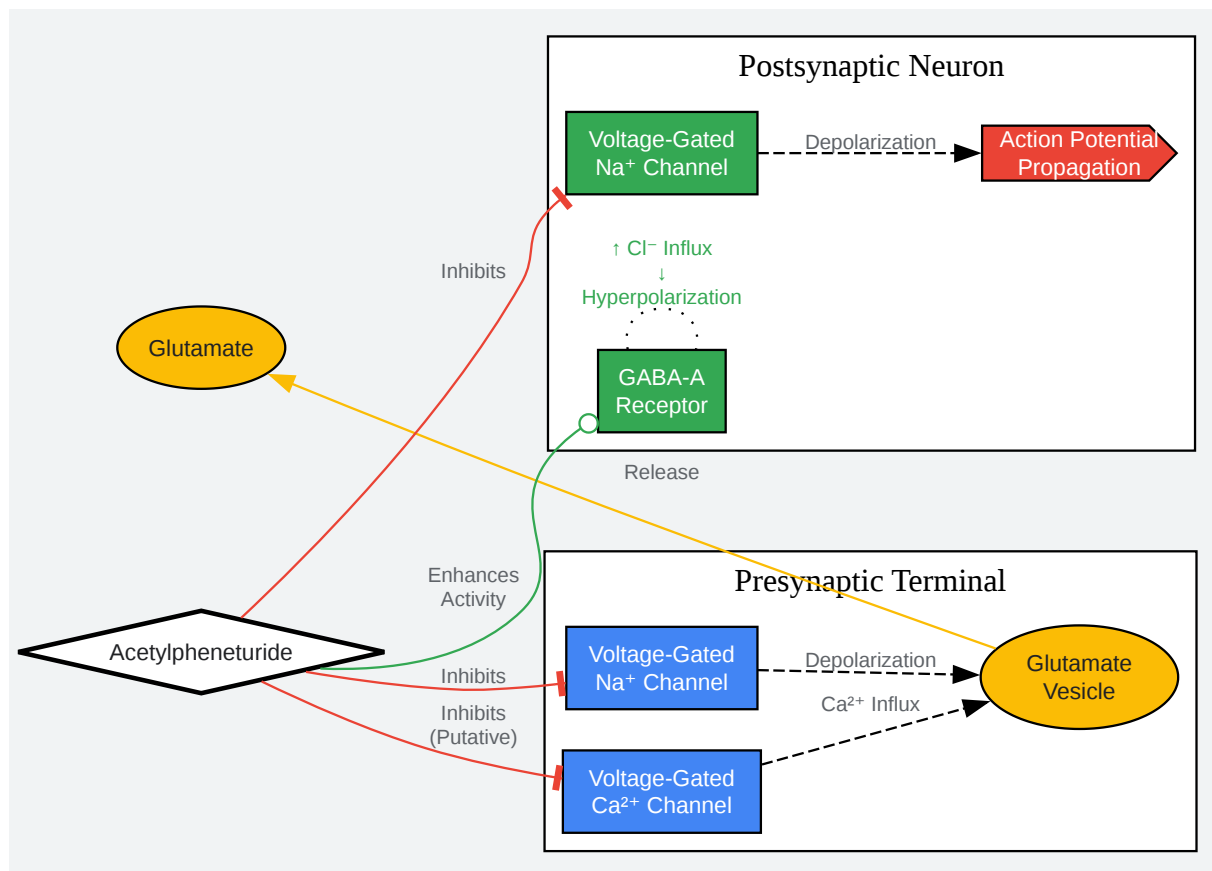 Postsynaptic Neuron
Voltage-Gated
Na⁺ Channel
Depolarization
Action Potential
Propagation
↑ Cl⁻ Influx
↓
Hyperpolarization
Inhibits
Glutamate
GABA-A
Receptor
Release
Enhances
Activity
Presynaptic Terminal
Acetylpheneturide
Voltage-Gated
Na⁺ Channel
Depolarization
Glutamate
Vesicle
Inhibits
Ca²⁺ Influx
Inhibits
(Putative)
Voltage-Gated
Ca²⁺ Channel